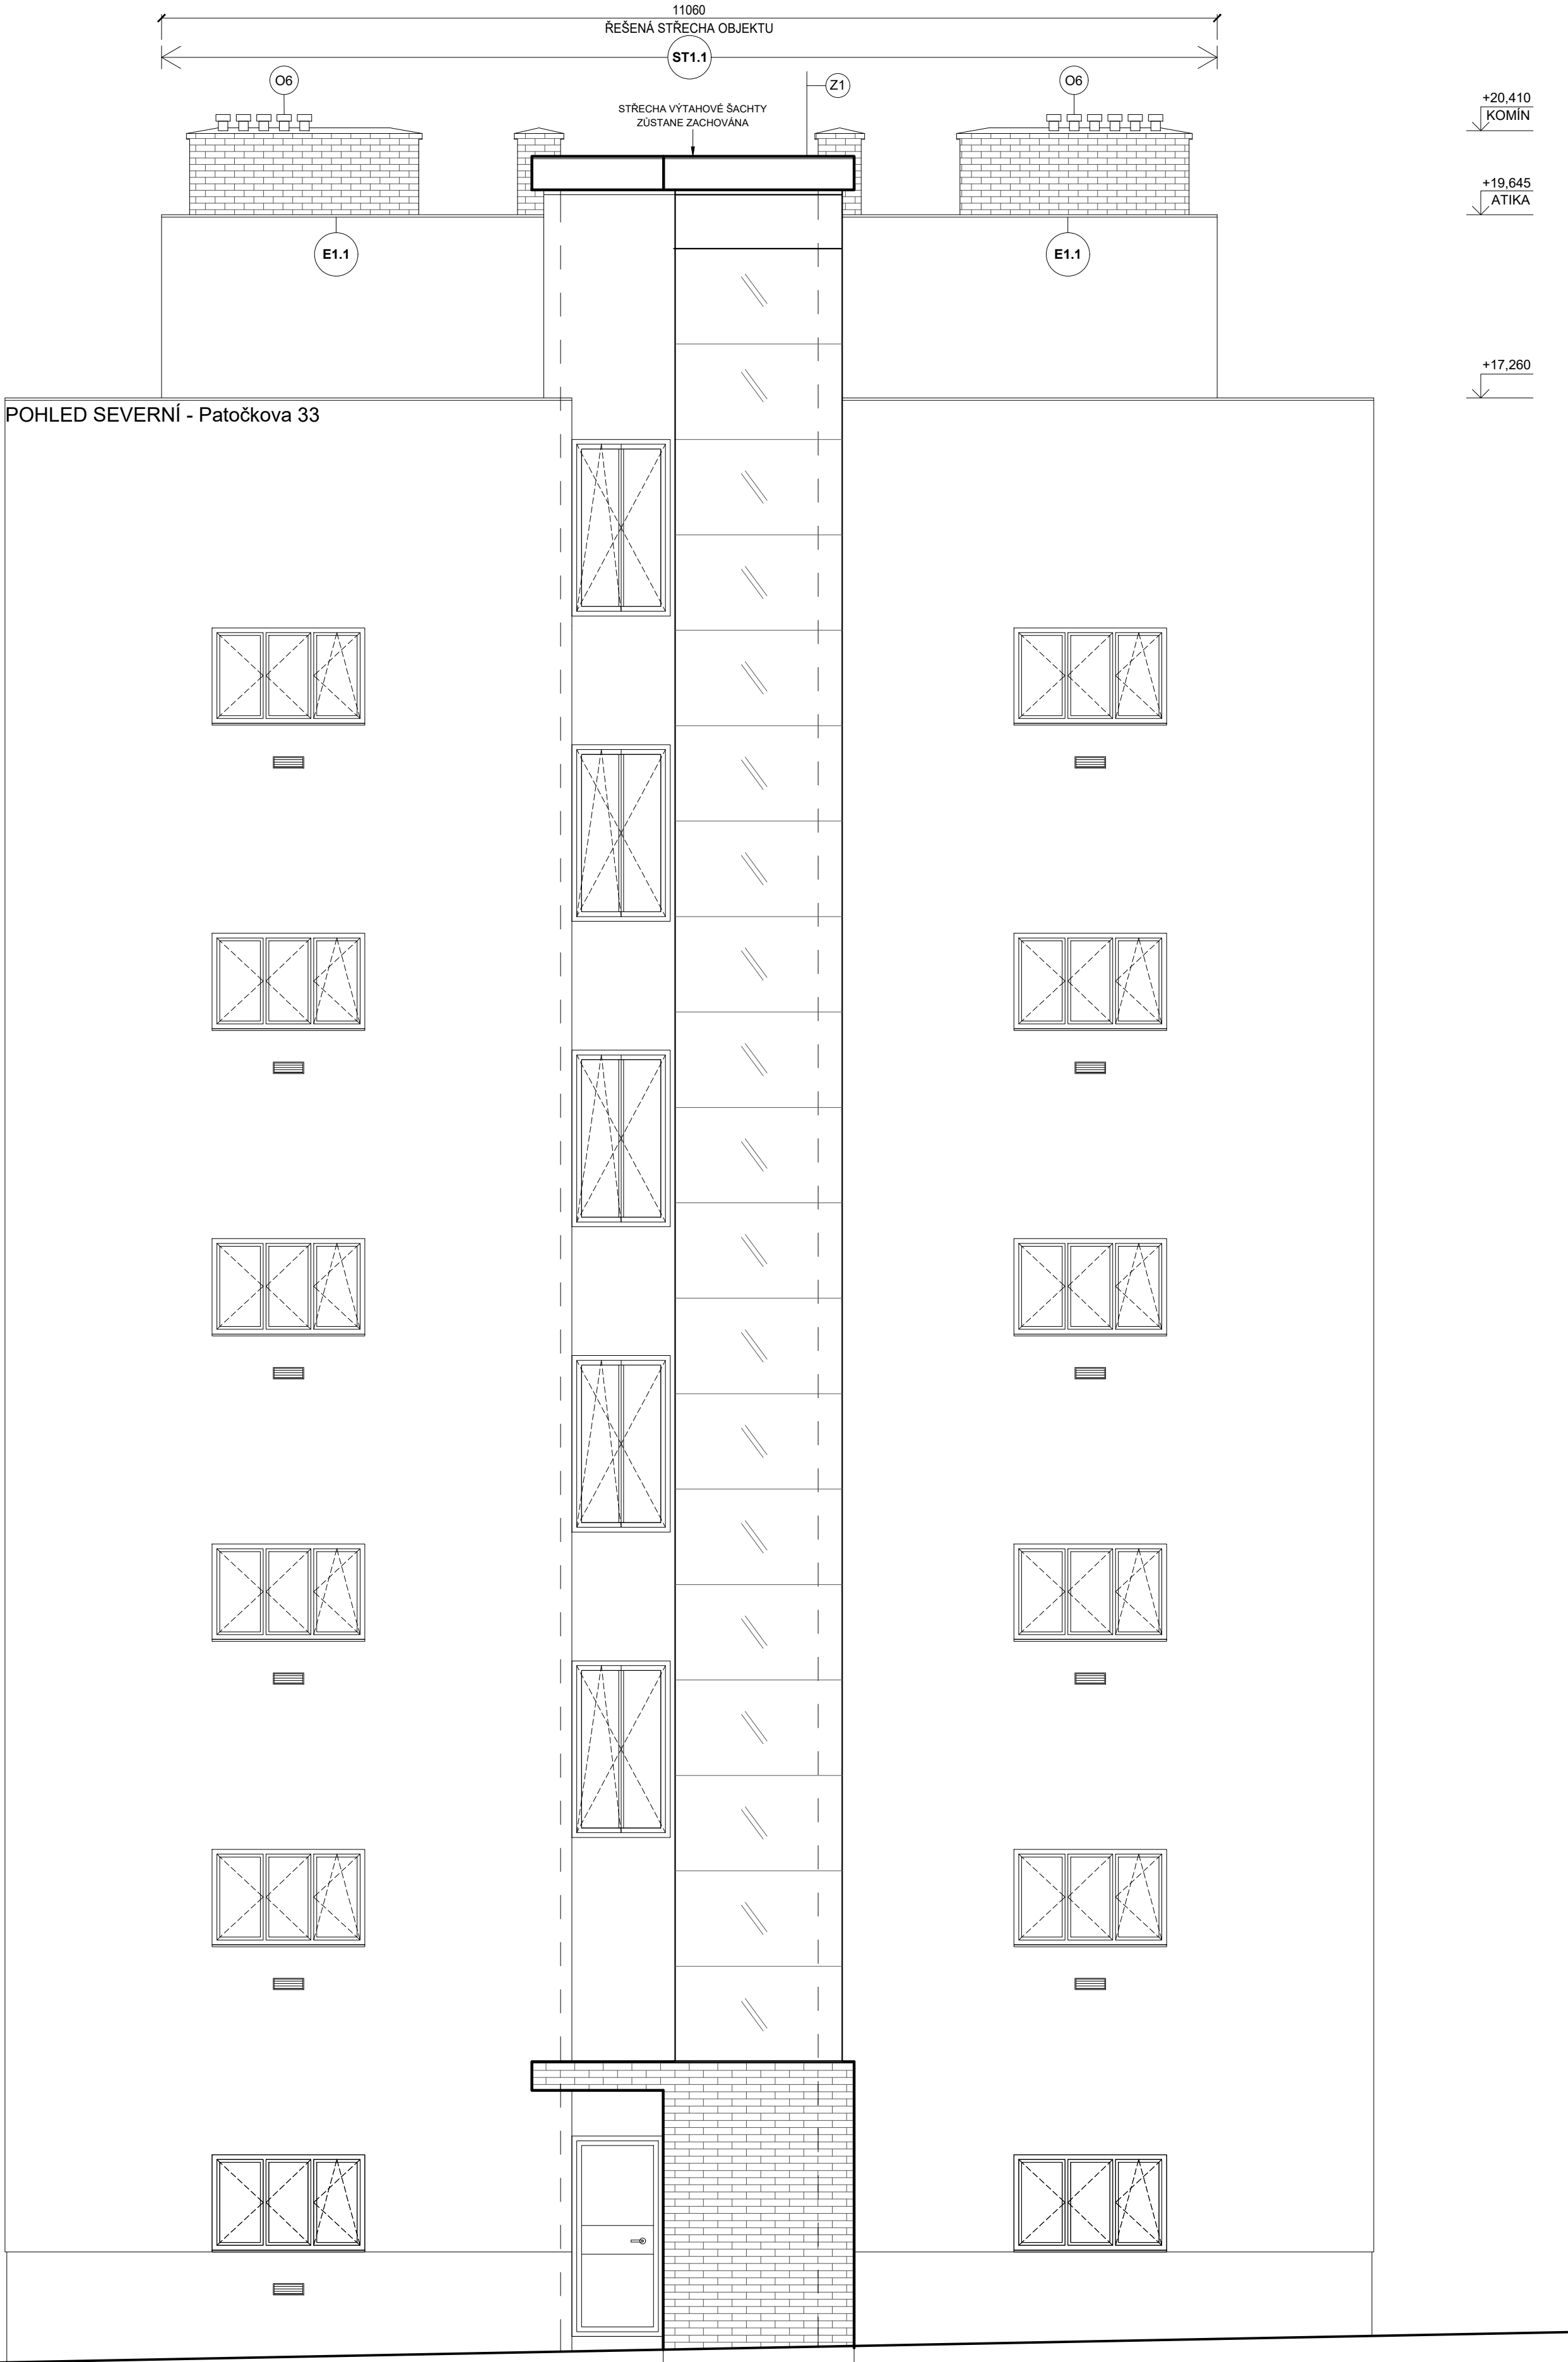 11060
ŘEŠENÁ STŘECHA OBJEKTU
ST1.1
O6
Z1
O6
STŘECHA VÝTAHOVÉ ŠACHTY
ZŮSTANE ZACHOVÁNA
+20,410
KOMÍN
+19,645
ATIKA
E1.1
E1.1
+17,260
POHLED SEVERNÍ - Patočkova 33